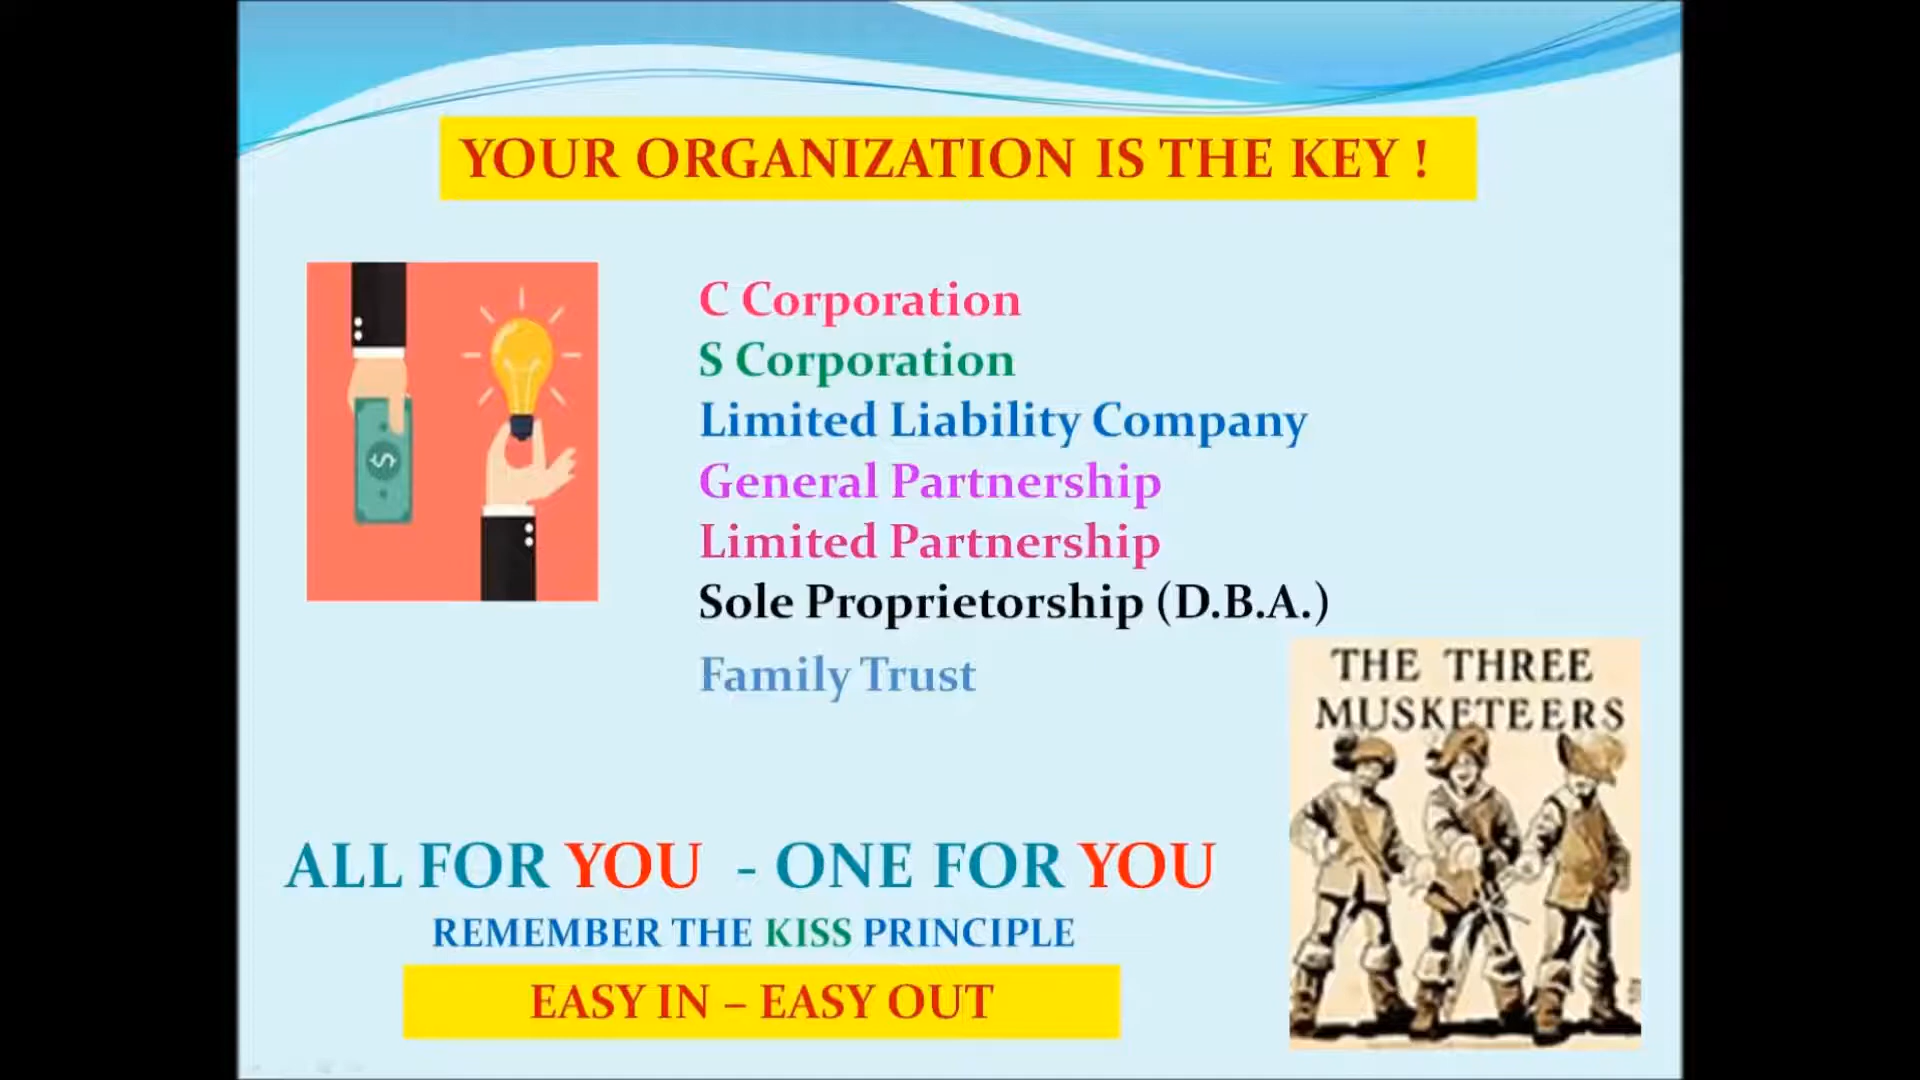 YOUR ORGANIZATION IS THE KEY !
C Corporation
S Corporation
Limited Liability Company
General Partnership
Limited Partnership
Sole Proprietorship (D.B.A.)
Family Trust
THE THREE
MUSKETEERS
ALL FOR YOU - ONE FOR YOU
REMEMBER THE KISS PRINCIPLE
EASY IN – EASY OUT
$